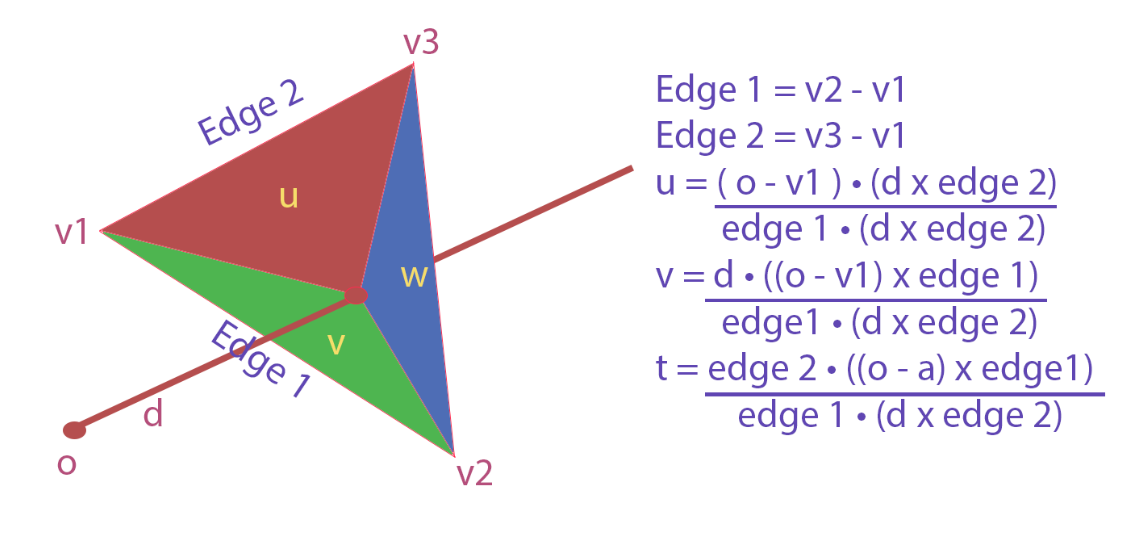 v3
Edge 2
u
v1
w
v
Edge 1
d
o
v2
Edge 1 = v2 - v1
Edge 2 = v3 - v1
u = ( o - v1 ) • (d x edge 2)
edge 1 • (d x edge 2)
v = d • ((o - v1) x edge 1)
edge1 • (d x edge 2)
t = edge 2 • ((o - a) x edge1)
edge 1 • (d x edge 2)